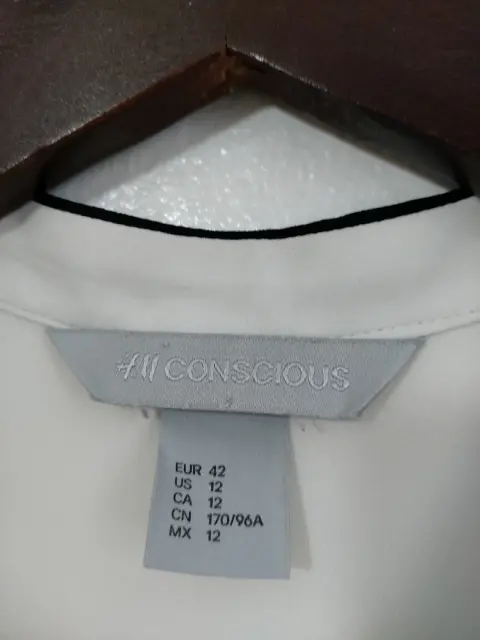 H&M CONSCIOUS
EUR 42
US 12
CA 12
CN 170/96A
MX 12